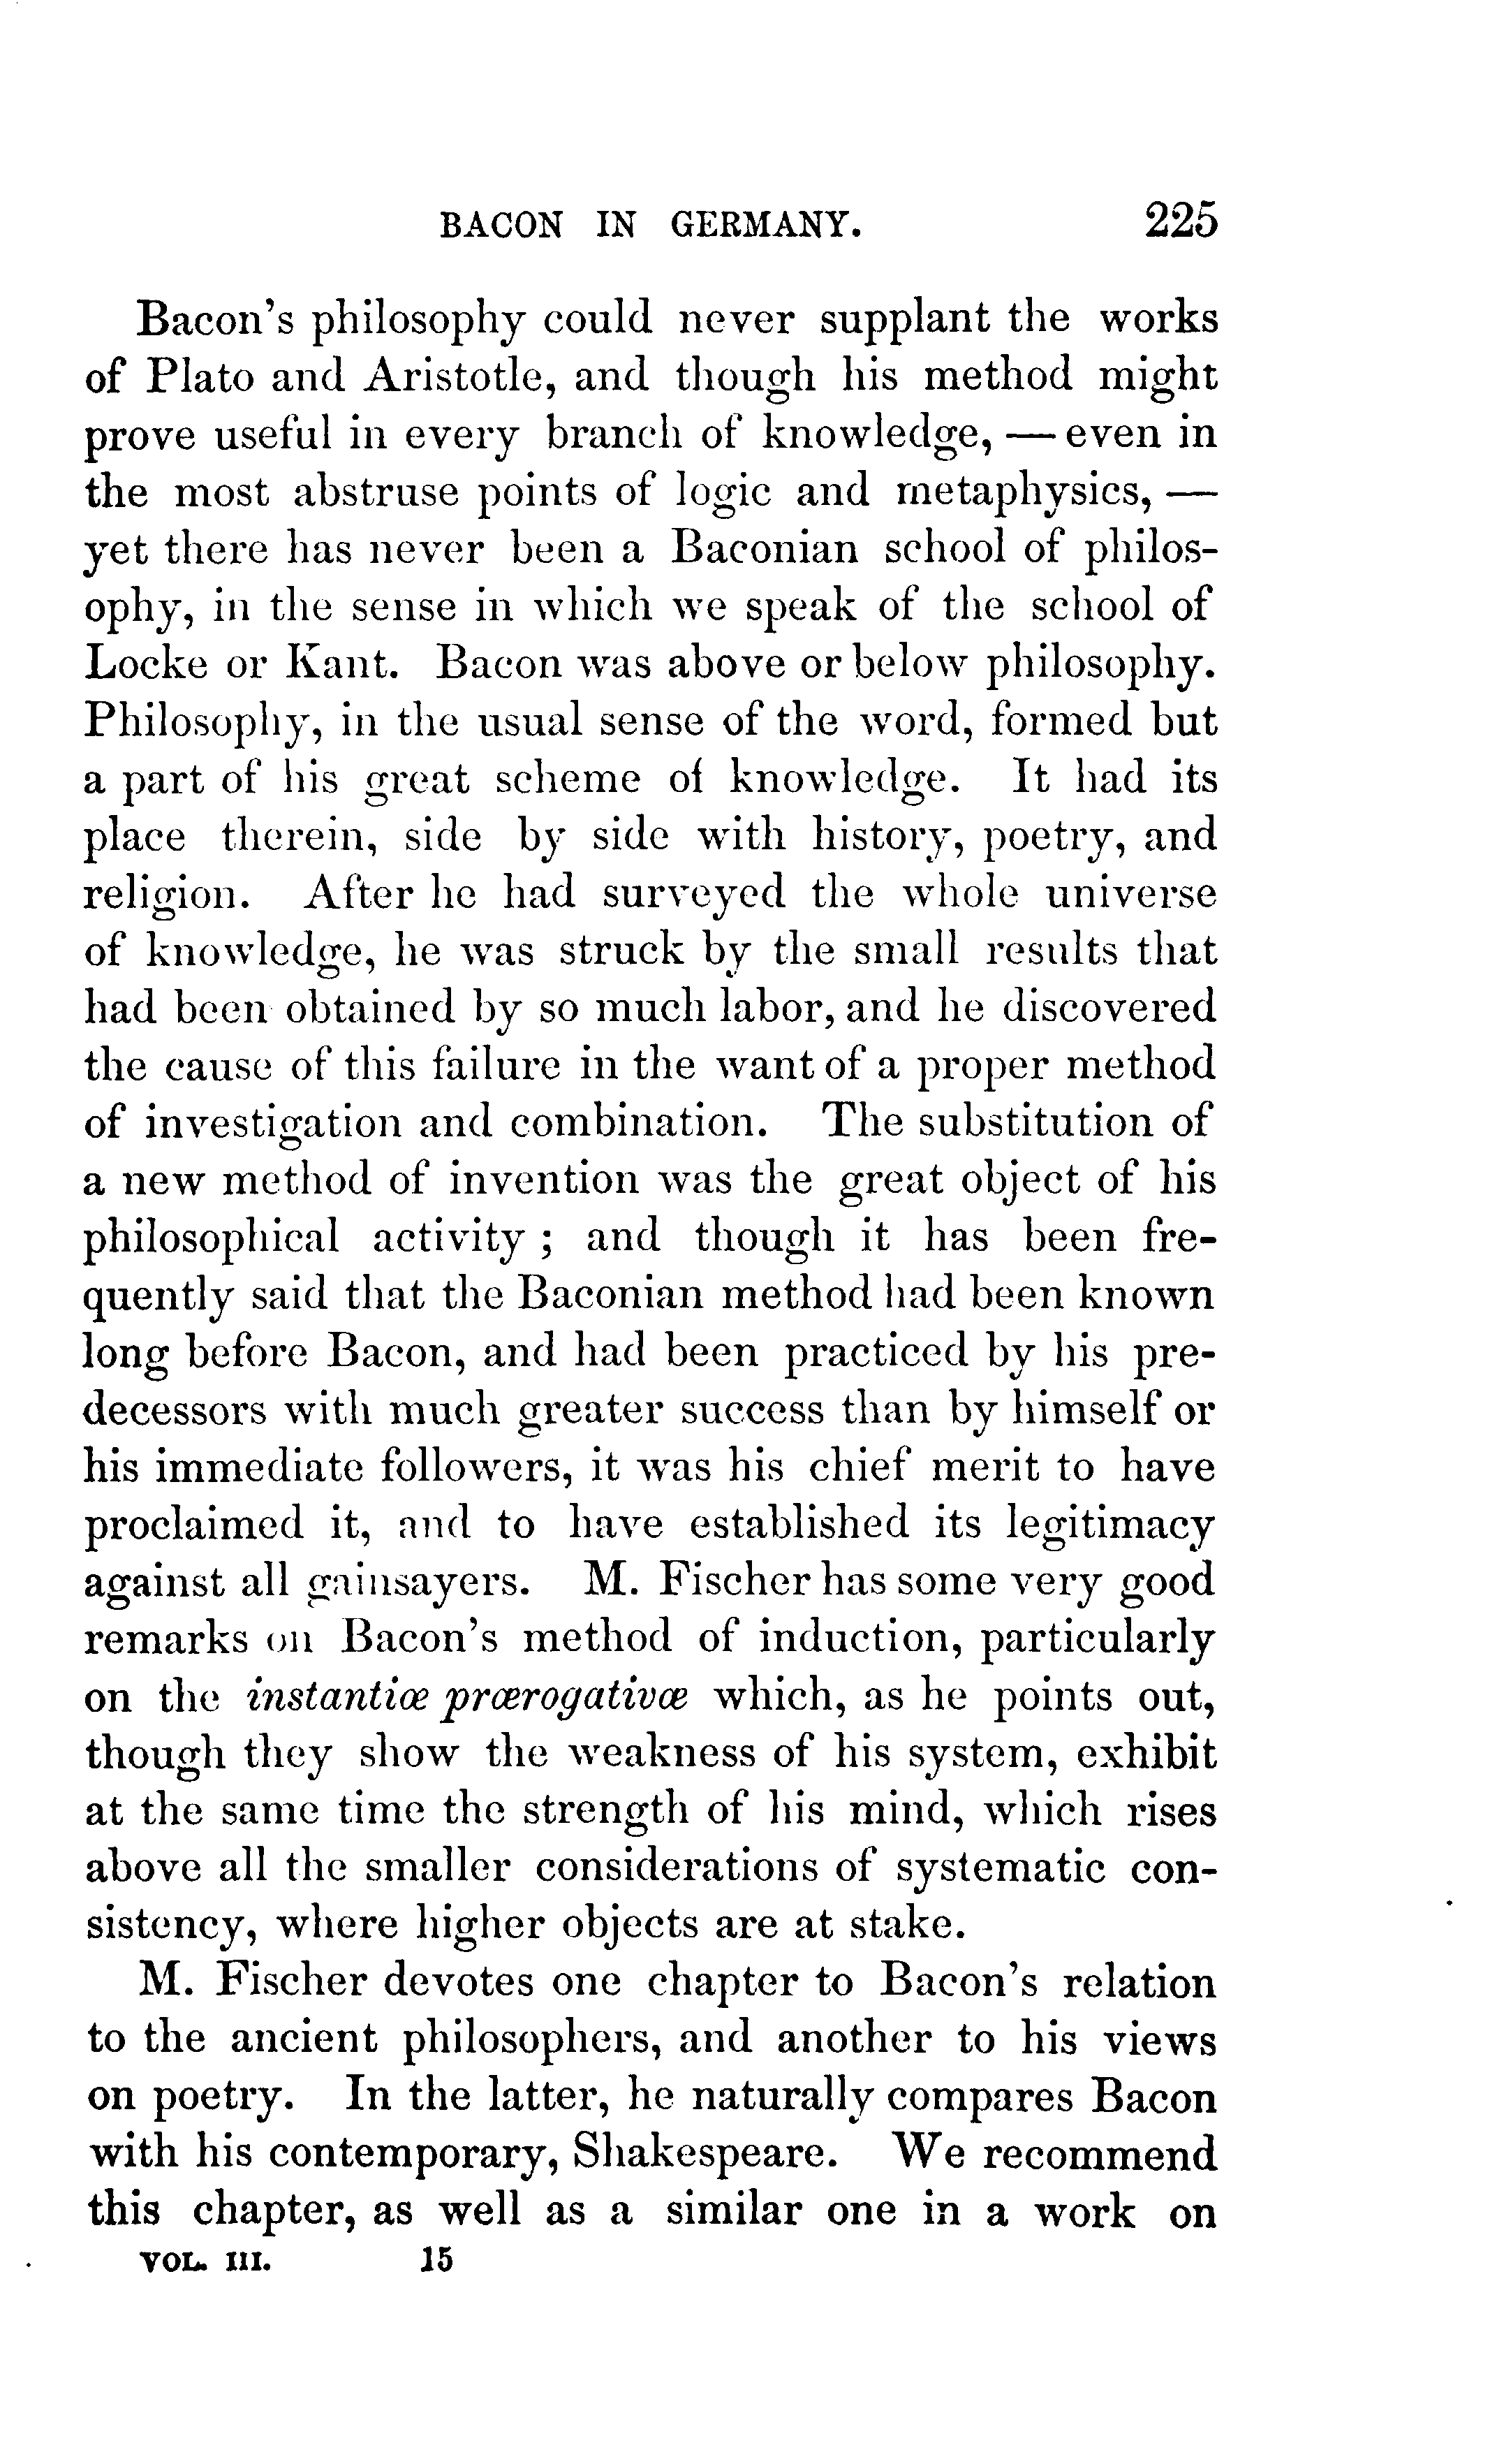 BACON IN GERMANY. 225
Bacon's philosophy could never supplant the works
of Plato and Aristotle, and though his method might
prove useful in every branch of knowledge, — even in
the most abstruse points of logic and metaphysics, —
yet there has never been a Baconian school of philos-
ophy, in the sense in which we speak of the school of
Locke or Kant. Bacon was above or below philosophy.
Philosophy, in the usual sense of the word, formed but
a part of his great scheme of knowledge. It had its
place therein, side by side with history, poetry, and
religion. After he had surveyed the whole universe
of knowledge, he was struck by the small results that
had been obtained by so much labor, and he discovered
the cause of this failure in the want of a proper method
of investigation and combination. The substitution of
a new method of invention was the great object of his
philosophical activity ; and though it has been fre-
quently said that the Baconian method had been known
long before Bacon, and had been practiced by his pre-
decessors with much greater success than by himself or
his immediate followers, it was his chief merit to have
proclaimed it, and to have established its legitimacy
against all gainsayers. M. Fischer has some very good
remarks on Bacon's method of induction, particularly
on the instantiæ prærogativæ which, as he points out,
though they show the weakness of his system, exhibit
at the same time the strength of his mind, which rises
above all the smaller considerations of systematic con-
sistency, where higher objects are at stake.
M. Fischer devotes one chapter to Bacon's relation
to the ancient philosophers, and another to his views
on poetry. In the latter, he naturally compares Bacon
with his contemporary, Shakespeare. We recommend
this chapter, as well as a similar one in a work on
VOL. III. 15